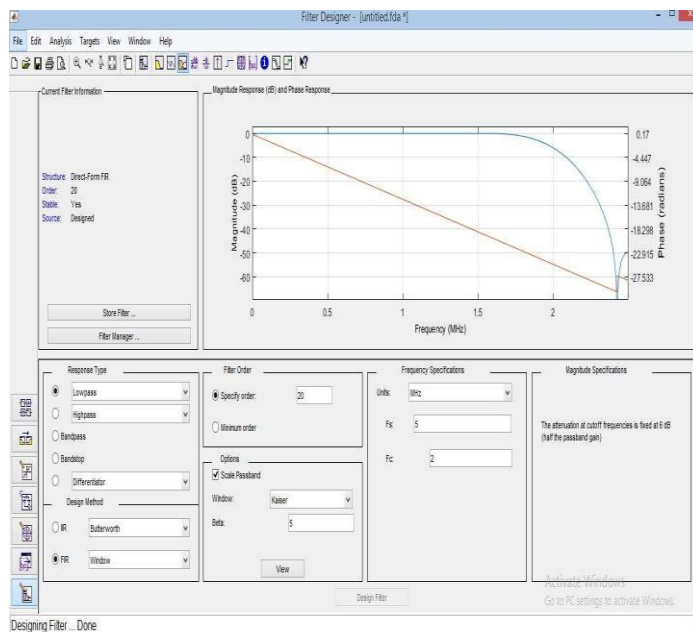 Filter Designer - [untitled.fda *]
File Edit Analysis Targets View Window Help
Current Filter Information
Structure: Direct-Form FIR
Order: 20
Stable: Yes
Source: Designed
Store Filter ...
Filter Manager ...
Magnitude Response (dB) and Phase Response
Magnitude (dB)
0
-10
-20
-30
-40
-50
-60
0.17
-4.447
-9.064
-13.681
-18.298
-22.915
-27.533
Phase (radians)
0 0.5 1 1.5 2
Frequency (MHz)
Response Type
Lowpass
Highpass
Bandpass
Bandstop
Differentiator
Design Method
IIR Butterworth
FIR Window
Filter Order
Specify order: 20
Minimum order
Options
Scale Passband
Window: Kaiser
Beta: 5
View
Frequency Specifications
Units: MHz
Fs: 5
Fc: 2
Magnitude Specifications
The attenuation at cutoff frequencies is fixed at 6 dB
(half the passband gain)
Design Filter
Activate Windows
Go to PC settings to activate Windows.
Designing Filter ... Done